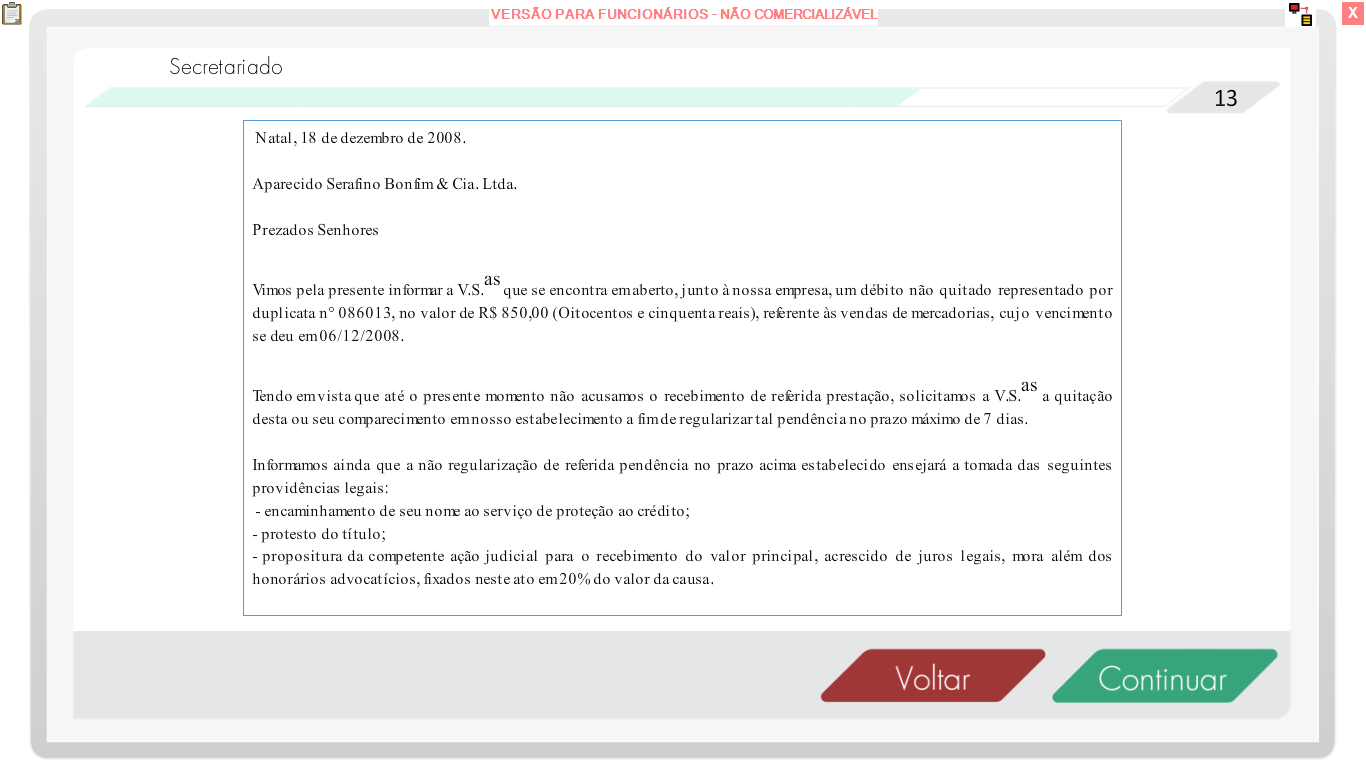 VERSÃO PARA FUNCIONÁRIOS - NÃO COMERCIALIZÁVEL
X
Secretariado
13
Natal, 18 de dezembro de 2008.
Aparecido Serafino Bonfim & Cia. Ltda.
Prezados Senhores
Vimos pela presente informar a V.S.as que se encontra em aberto, junto à nossa empresa, um débito não quitado representado por
duplicata n° 086013, no valor de R$ 850,00 (Oitocentos e cinquenta reais), referente às vendas de mercadorias, cujo vencimento
se deu em 06/12/2008.
Tendo em vista que até o presente momento não acusamos o recebimento de referida prestação, solicitamos a V.S.as a quitação
desta ou seu comparecimento em nosso estabelecimento a fim de regularizar tal pendência no prazo máximo de 7 dias.
Informamos ainda que a não regularização de referida pendência no prazo acima estabelecido ensejará a tomada das seguintes
providências legais:
- encaminhamento de seu nome ao serviço de proteção ao crédito;
- protesto do título;
- propositura da competente ação judicial para o recebimento do valor principal, acrescido de juros legais, mora além dos
honorários advocatícios, fixados neste ato em 20% do valor da causa.
Voltar
Continuar